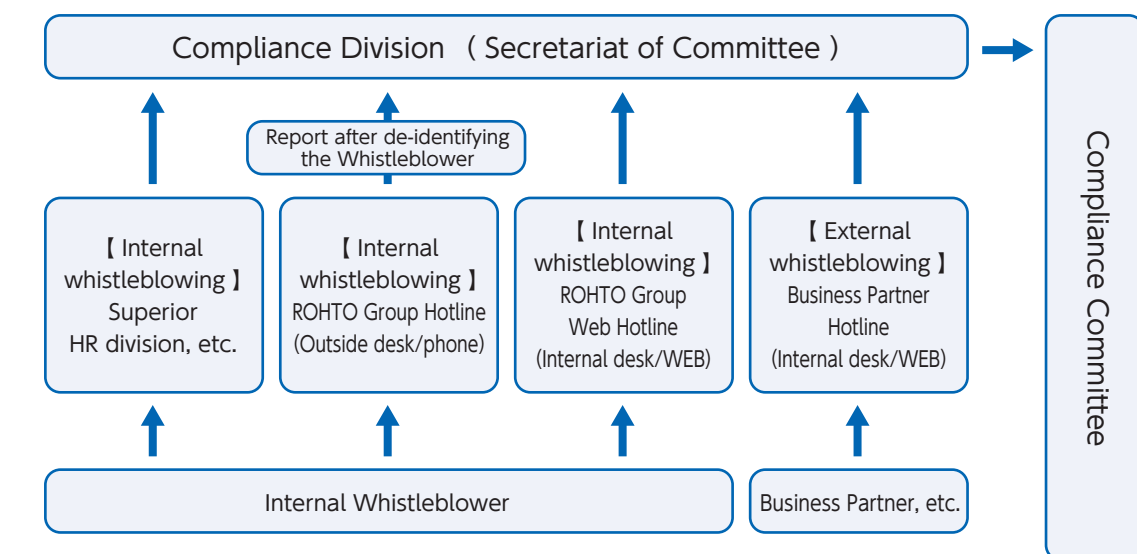 Compliance Division （ Secretariat of Committee ）
Report after de-identifying
the Whistleblower
【 Internal
whistleblowing 】
Superior
HR division, etc.
【 Internal
whistleblowing 】
ROHTO Group Hotline
(Outside desk/phone)
【 Internal
whistleblowing 】
ROHTO Group
Web Hotline
(Internal desk/WEB)
【 External
whistleblowing 】
Business Partner
Hotline
(Internal desk/WEB)
Internal Whistleblower
Business Partner, etc.
Compliance Committee